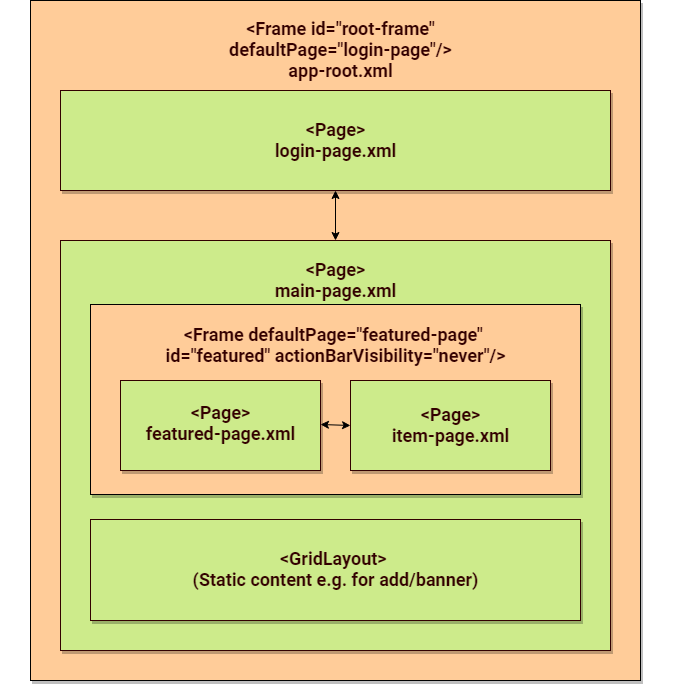 <Frame id="root-frame"
defaultPage="login-page"/>
app-root.xml
<Page>
login-page.xml
<Page>
main-page.xml
<Frame defaultPage="featured-page"
id="featured" actionBarVisibility="never"/>
<Page>
featured-page.xml
<Page>
item-page.xml
<GridLayout>
(Static content e.g. for add/banner)